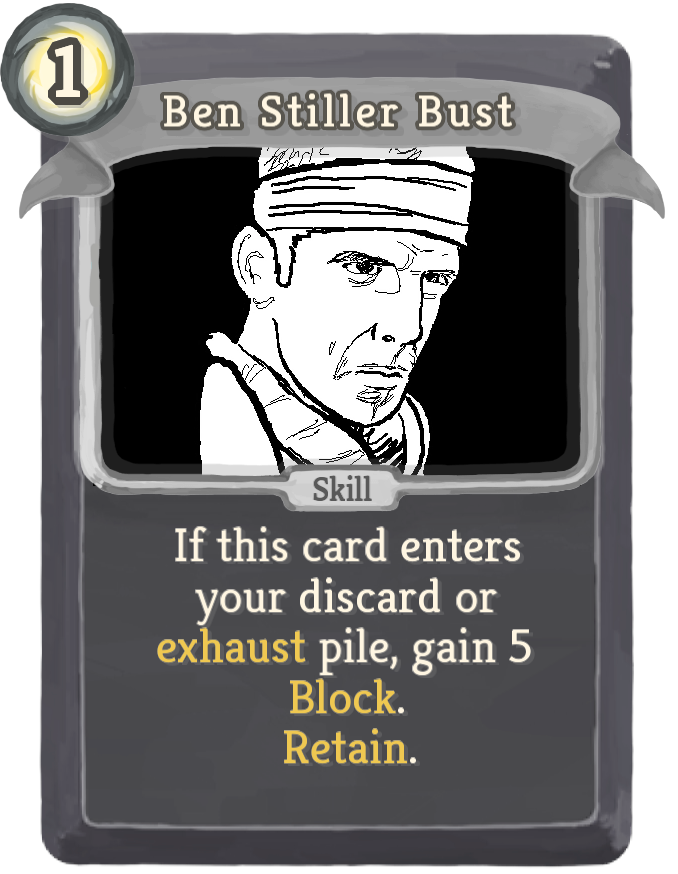 1
Ben Stiller Bust
Skill
If this card enters
your discard or
exhaust pile, gain 5
Block.
Retain.